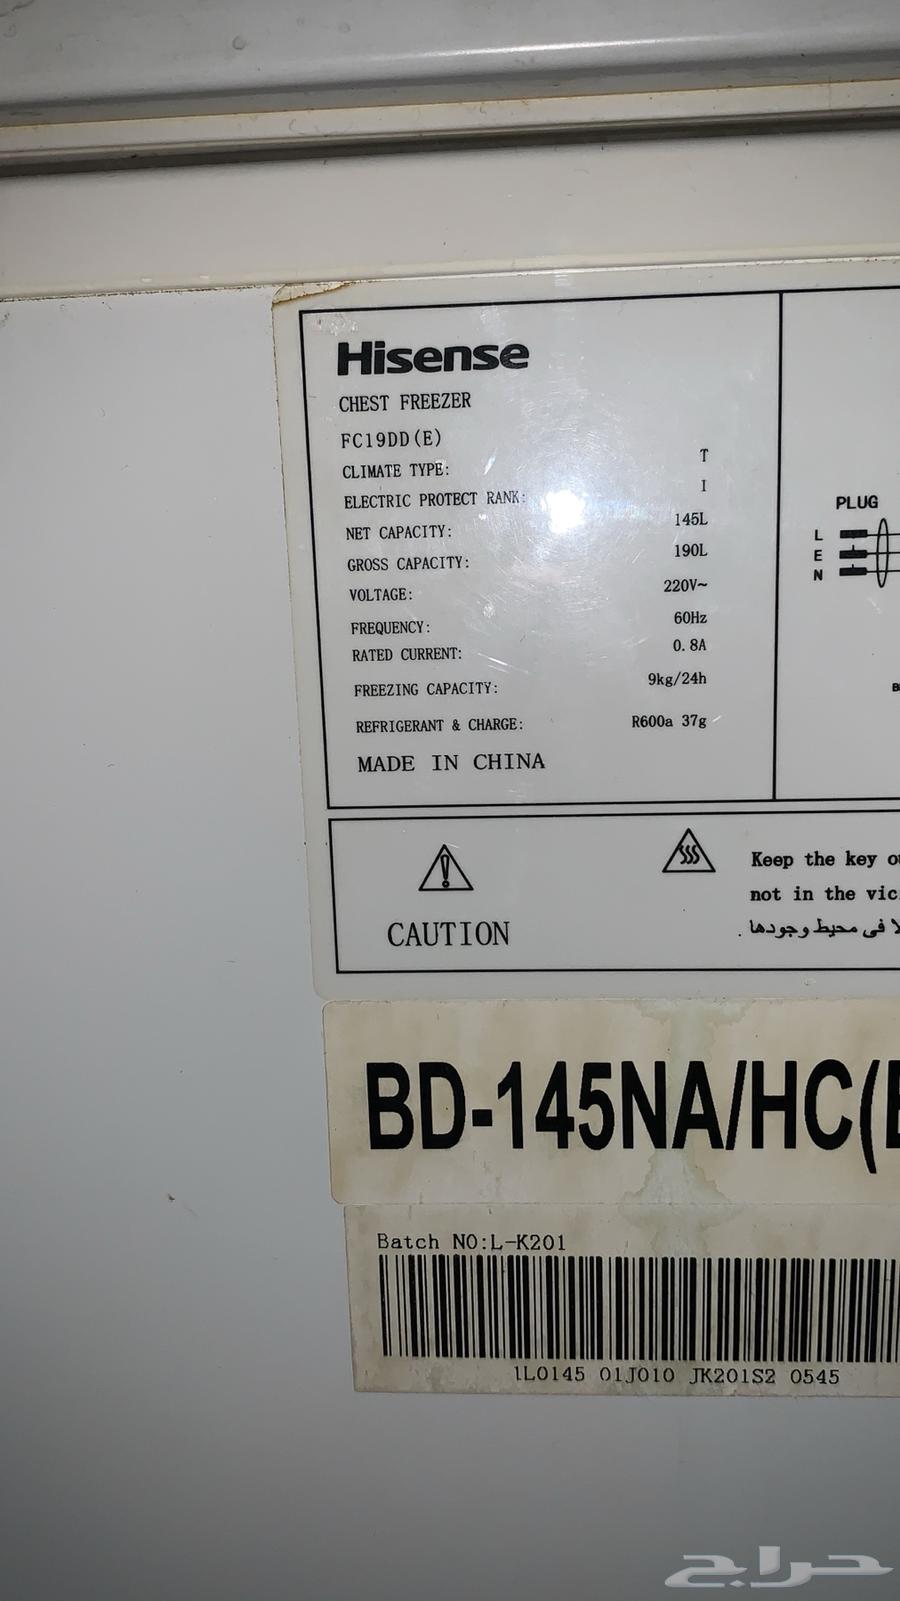 Hisense
CHEST FREEZER
FC19DD(E)
CLIMATE TYPE: T
ELECTRIC PROTECT RANK: I
NET CAPACITY: 145L
GROSS CAPACITY: 190L
VOLTAGE: 220V~
FREQUENCY: 60Hz
RATED CURRENT: 0.8A
FREEZING CAPACITY: 9kg/24h
REFRIGERANT & CHARGE: R600a 37g
MADE IN CHINA
PLUG
L
E
N
CAUTION
Keep the key
not in the
في محيط وجودها .
BD-145NA/HC(
Batch NO:L-K201
1L0145 01J010 JK201S2 0545
حراج